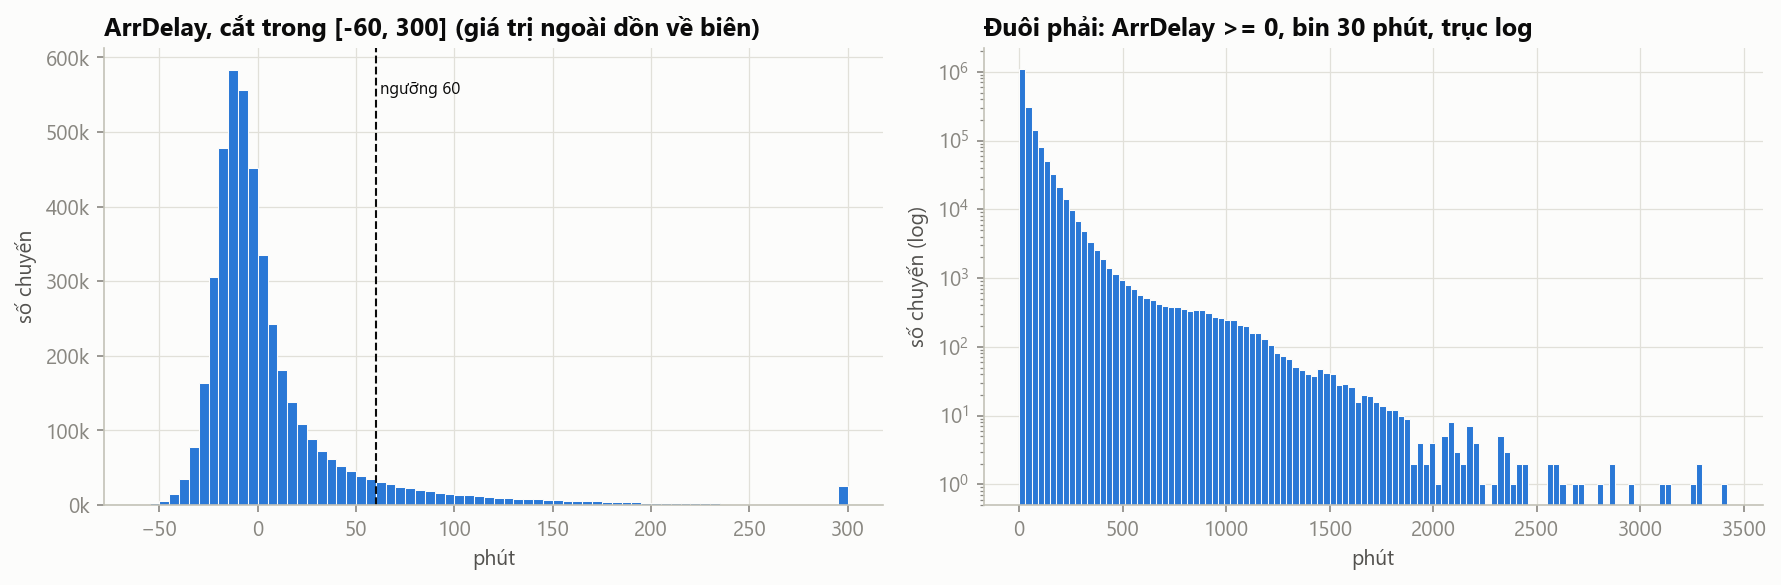 ArrDelay, cắt trong [-60, 300] (giá trị ngoài dồn về biên)
600k
500k
400k
300k
200k
100k
0k
số chuyến
ngưỡng 60
−50
0
50
100
150
200
250
300
phút
Đuôi phải: ArrDelay >= 0, bin 30 phút, trục log
10⁶
10⁵
10⁴
10³
10²
10¹
10⁰
số chuyến (log)
0
500
1000
1500
2000
2500
3000
3500
phút